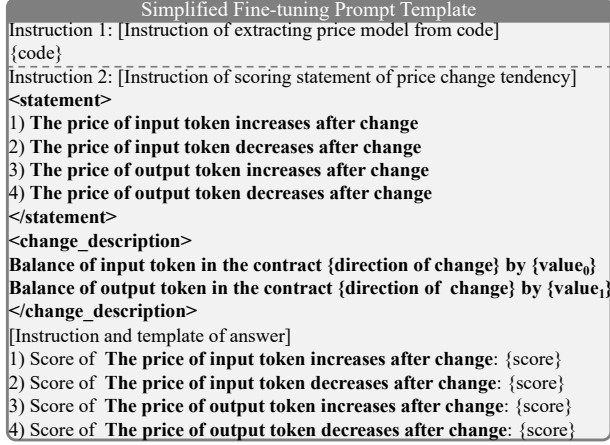 Simplified Fine-tuning Prompt Template
Instruction 1: [Instruction of extracting price model from code]
{code}
Instruction 2: [Instruction of scoring statement of price change tendency]
<statement>
1) The price of input token increases after change
2) The price of input token decreases after change
3) The price of output token increases after change
4) The price of output token decreases after change
</statement>
<change_description>
Balance of input token in the contract {direction of change} by {value₀}
Balance of output token in the contract {direction of change} by {value₁}
</change_description>
[Instruction and template of answer]
1) Score of The price of input token increases after change: {score}
2) Score of The price of input token decreases after change: {score}
3) Score of The price of output token increases after change: {score}
4) Score of The price of output token decreases after change: {score}